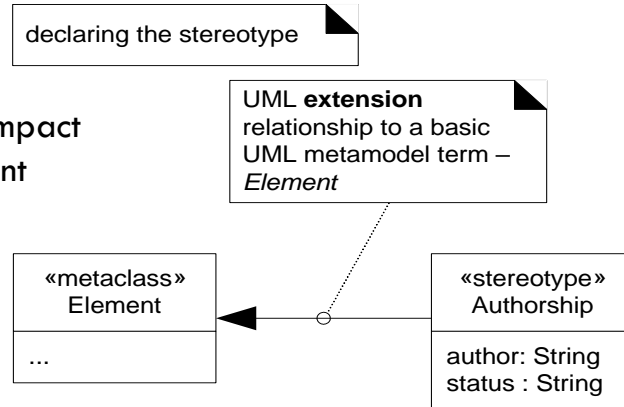 declaring the stereotype
UML extension
relationship to a basic
UML metamodel term –
Element
nt
«metaclass»
Element
...
«stereotype»
Authorship
author: String
status : String